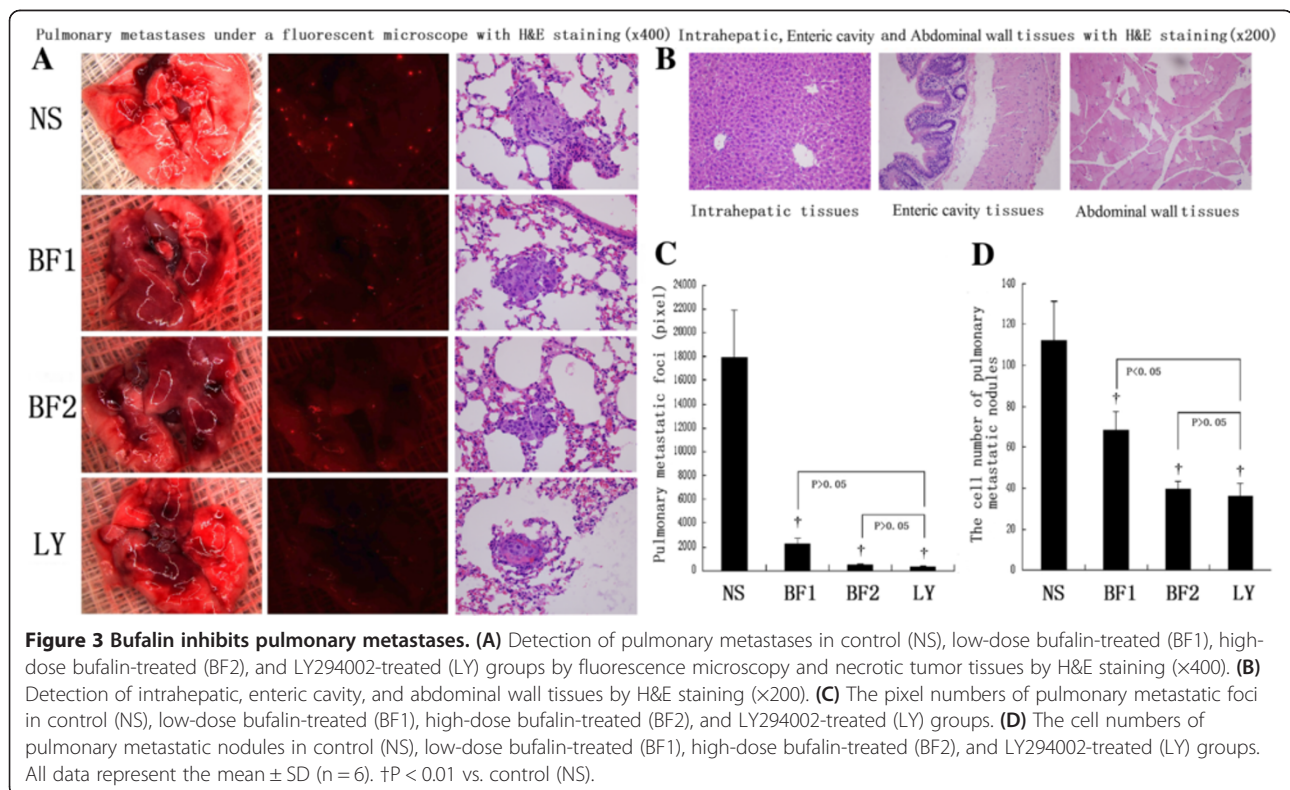 Pulmonary metastases under a fluorescent microscope with H&E staining(x400) Intrahepatic, Enteric cavity and Abdominal wall tissues with H&E staining(x200)
A
NS
BF1
BF2
LY
B
Intrahepatic tissues
Enteric cavity tissues
Abdominal wall tissues
C
Pulmonary metastatic foci (pixel)
24000
22000
20000
18000
16000
14000
12000
10000
8000
6000
4000
2000
0
P>0.05
P>0.05
†
†
†
NS BF1 BF2 LY
D
The cell number of pulmonary
metastatic nodules
140
120
100
80
60
40
20
0
P<0.05
P>0.05
†
†
†
NS BF1 BF2 LY
Figure 3 Bufalin inhibits pulmonary metastases. (A) Detection of pulmonary metastases in control (NS), low-dose bufalin-treated (BF1), high-
dose bufalin-treated (BF2), and LY294002-treated (LY) groups by fluorescence microscopy and necrotic tumor tissues by H&E staining (×400). (B)
Detection of intrahepatic, enteric cavity, and abdominal wall tissues by H&E staining (×200). (C) The pixel numbers of pulmonary metastatic foci
in control (NS), low-dose bufalin-treated (BF1), high-dose bufalin-treated (BF2), and LY294002-treated (LY) groups. (D) The cell numbers of
pulmonary metastatic nodules in control (NS), low-dose bufalin-treated (BF1), high-dose bufalin-treated (BF2), and LY294002-treated (LY) groups.
All data represent the mean ± SD (n = 6). †P < 0.01 vs. control (NS).